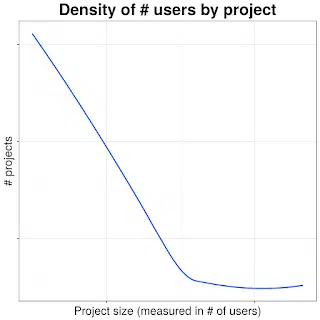 Density of # users by project
# projects
Project size (measured in # of users)